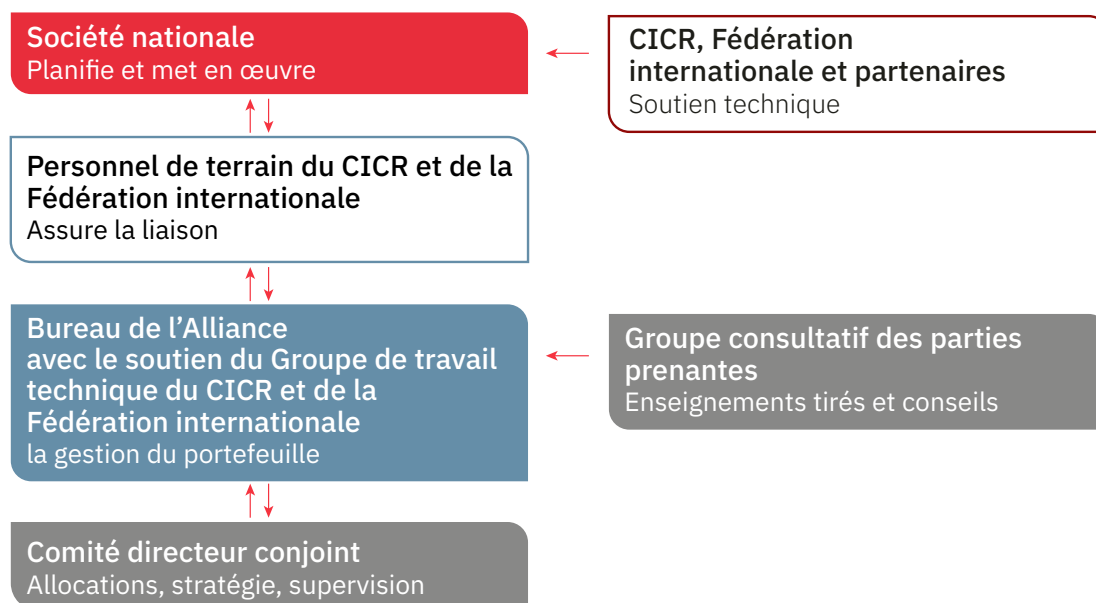 Société nationale
Planifie et met en œuvre
CICR, Fédération
internationale et partenaires
Soutien technique
Personnel de terrain du CICR et de la
Fédération internationale
Assure la liaison
Bureau de l’Alliance
avec le soutien du Groupe de travail
technique du CICR et de la
Fédération internationale
la gestion du portefeuille
Groupe consultatif des parties
prenantes
Enseignements tirés et conseils
Comité directeur conjoint
Allocations, stratégie, supervision